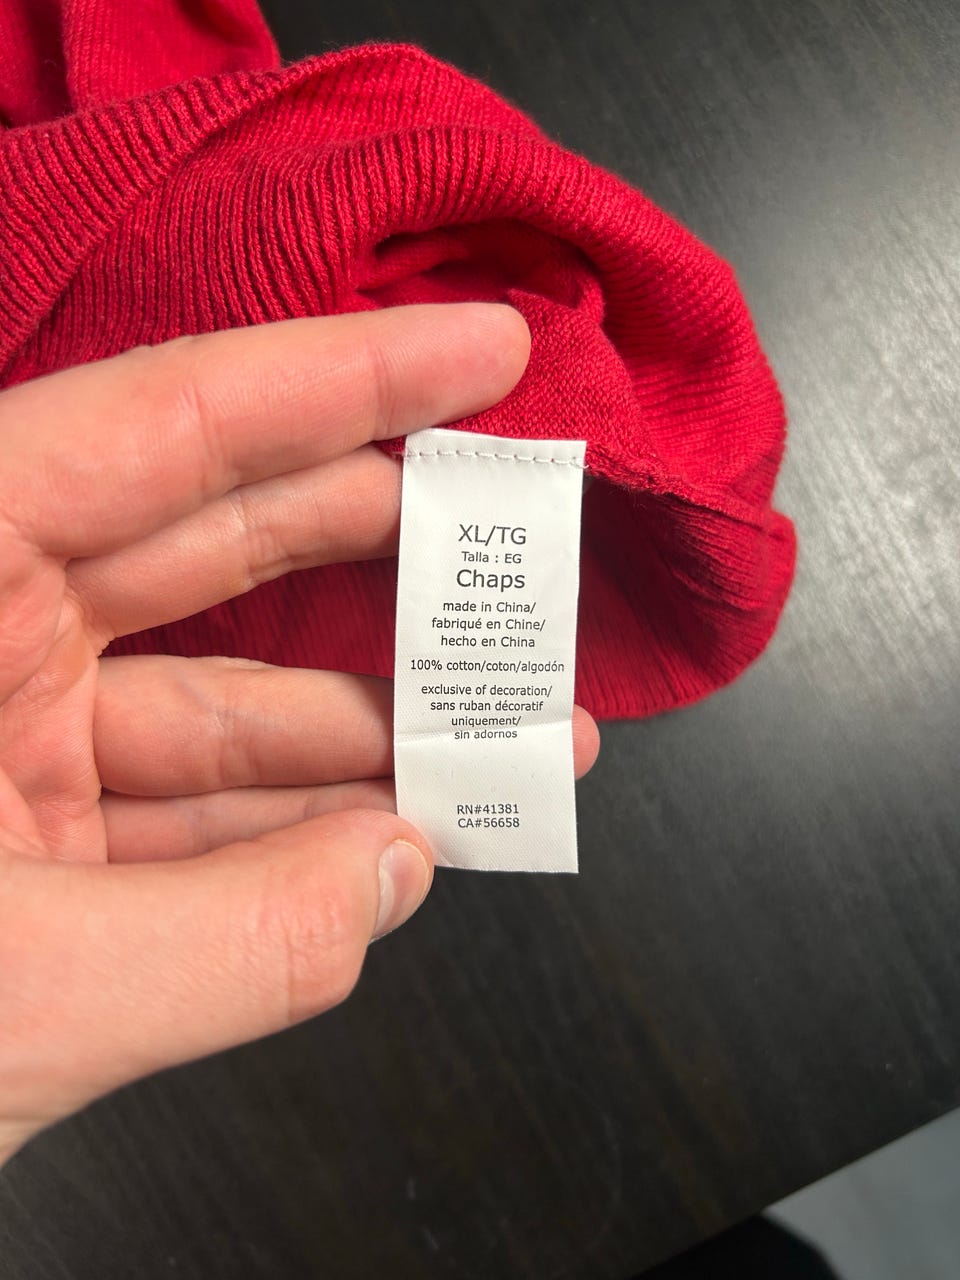 XL/TG
Talla : EG
Chaps
made in China/
fabriqué en Chine/
hecho en China
100% cotton/coton/algodón
exclusive of decoration/
sans ruban décoratif
uniquement/
sin adornos
RN#41381
CA#56658